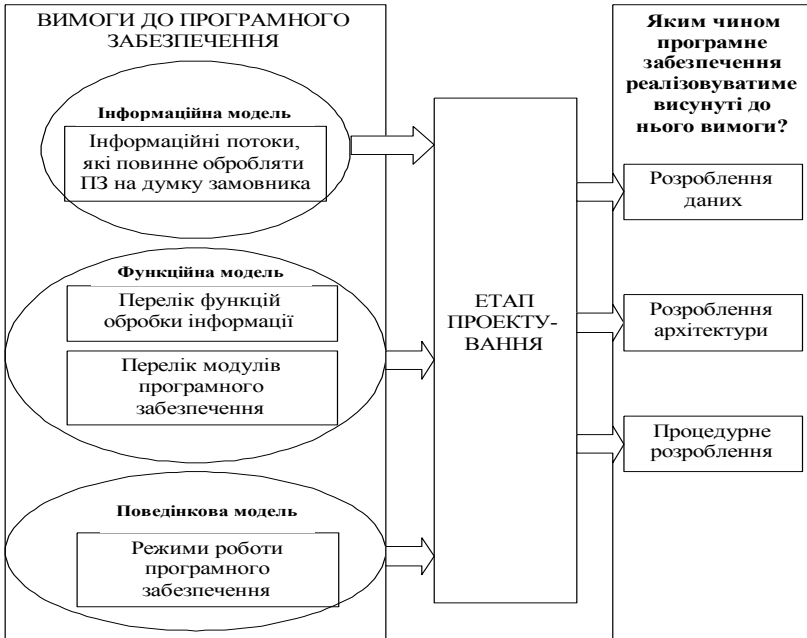 ВИМОГИ ДО ПРОГРАМНОГО
ЗАБЕЗПЕЧЕННЯ
Інформаційна модель
Інформаційні потоки,
які повинне обробляти
ПЗ на думку замовника
Функційна модель
Перелік функцій
обробки інформації
Перелік модулів
програмного
забезпечення
Поведінкова модель
Режими роботи
програмного
забезпечення
ЕТАП
ПРОЕКТУ-
ВАННЯ
Яким чином
програмне
забезпечення
реалізовуватиме
висунуті до
нього вимоги?
Розроблення
даних
Розроблення
архітектури
Процедурне
розроблення